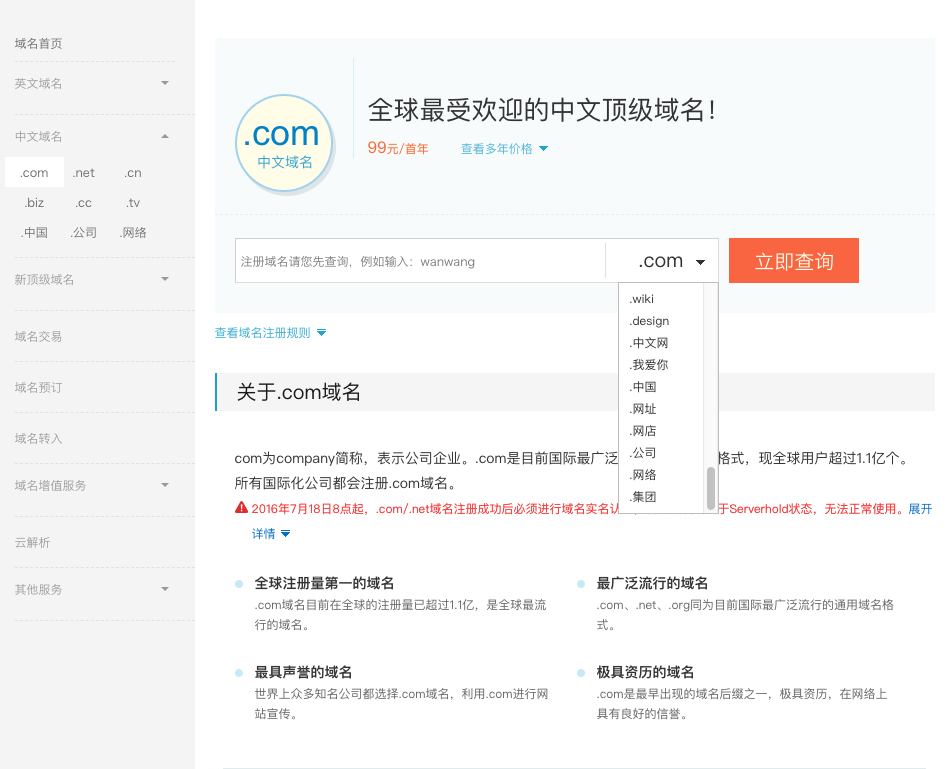 域名首页
英文域名
中文域名
.com .net .cn
.biz .cc .tv
.中国 .公司 .网络
新顶级域名
域名交易
域名预订
域名转入
域名增值服务
云解析
其他服务
.com
中文域名
全球最受欢迎的中文顶级域名!
99元/首年 查看多年价格
注册域名请您先查询，例如输入：wanwang .com 立即查询
.wiki
.design
.中文网
.我爱你
.中国
.网址
.网店
.公司
.网络
.集团
查看域名注册规则
关于.com域名
com为company简称，表示公司企业。.com是目前国际最广泛 格式，现全球用户超过1.1亿个。
所有国际化公司都会注册.com域名。
2016年7月18日8点起，.com/.net域名注册成功后必须进行域名实名 于Serverhold状态，无法正常使用。展开
详情
全球注册量第一的域名
.com域名目前在全球的注册量已超过1.1亿，是全球最流
行的域名。
最广泛流行的域名
.com、.net、.org同为目前国际最广泛流行的通用域名格
式。
最具声誉的域名
世界上众多知名公司都选择.com域名，利用.com进行网
站宣传。
极具资历的域名
.com是最早出现的域名后缀之一，极具资历，在网络上
具有良好的信誉。